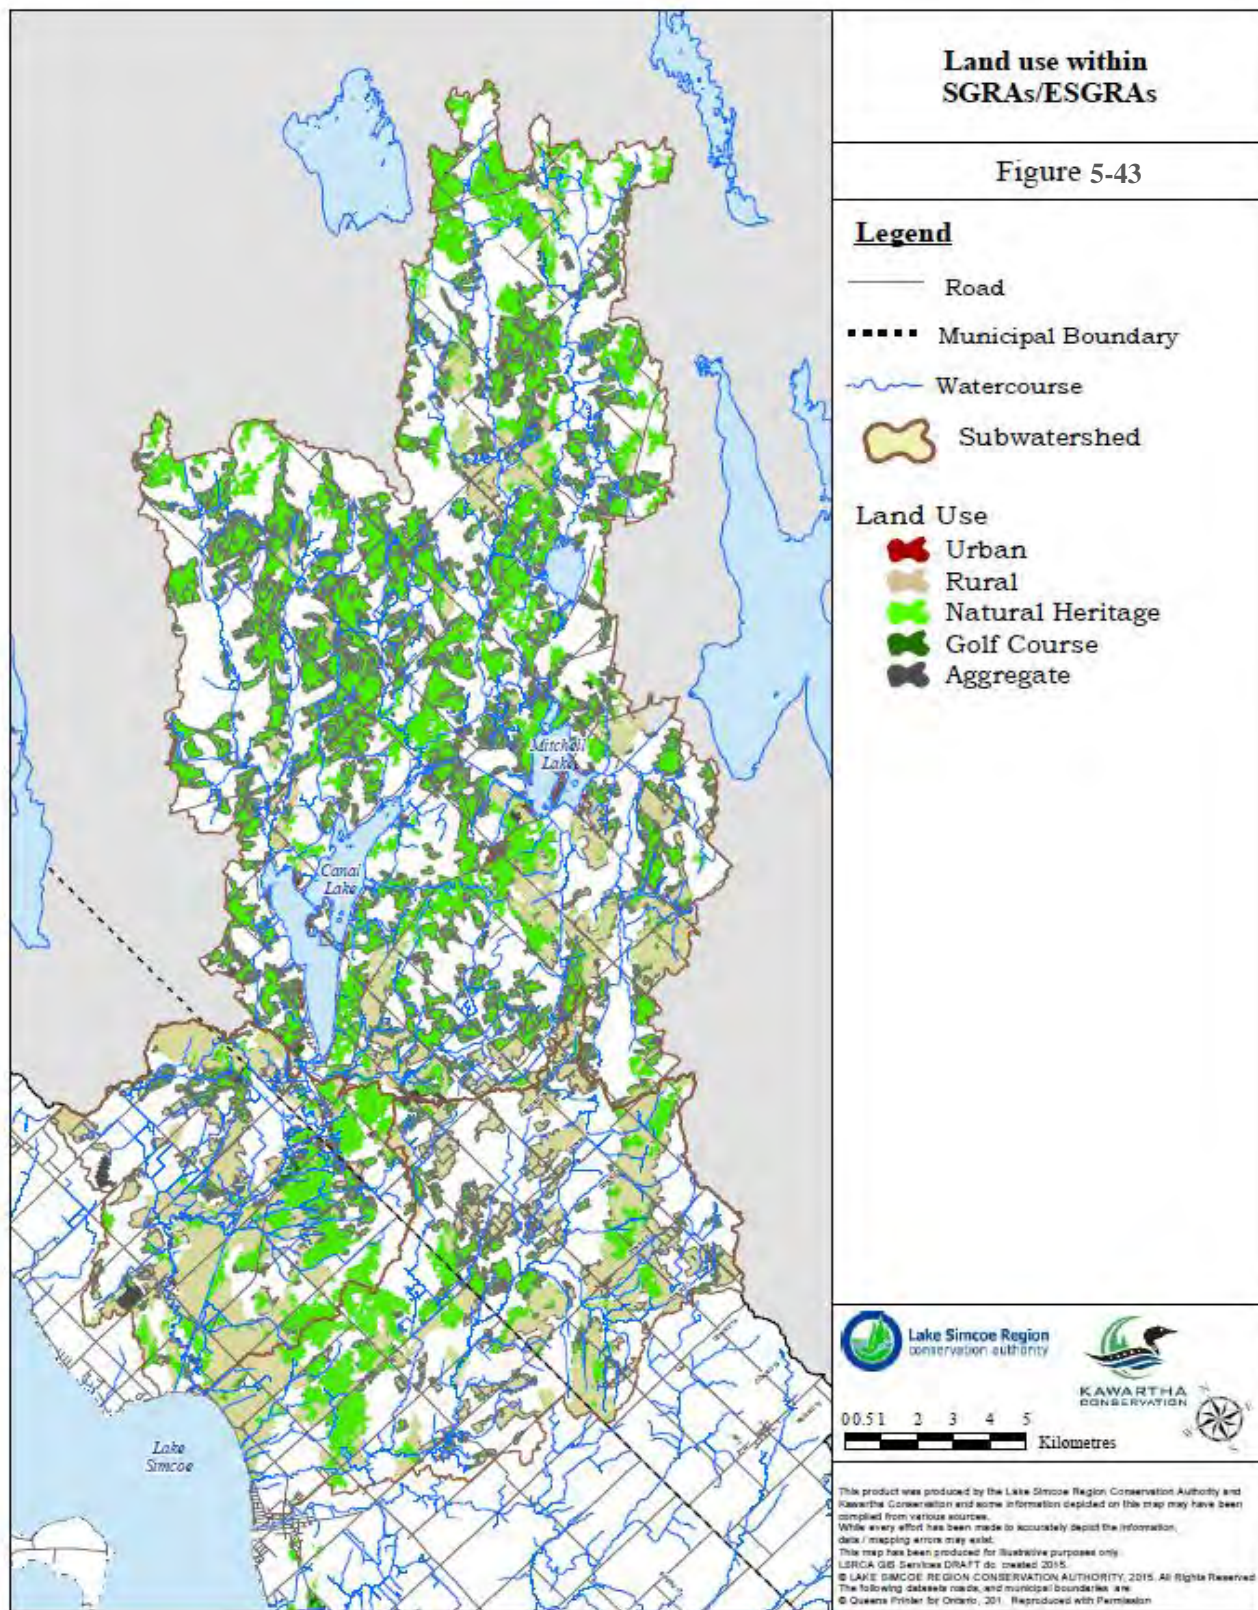 Land use within
SGRAs/ESGRAs
Figure 5-43
Legend
Road
Municipal Boundary
Watercourse
Subwatershed
Land Use
Urban
Rural
Natural Heritage
Golf Course
Aggregate
Mitchell
Lake
Canal
Lake
Lake
Simcoe
Lake Simcoe Region
conservation authority
KAWARTHA
CONSERVATION
N
E
S
W
0 0.5 1 2 3 4 5
Kilometres
This product was produced by the Lake Simcoe Region Conservation Authority and
Kawartha Conservation and some information depicted on this map may have been
compiled from various sources.
While every effort has been made to accurately depict the information,
data / mapping errors may exist.
This map has been produced for illustrative purposes only.
LSRCA GIS Services DRAFT dc. created 2015.
© LAKE SIMCOE REGION CONSERVATION AUTHORITY, 2015. All Rights Reserved
The following datasets roads, and municipal boundaries are
© Queens Printer for Ontario, 201. Reproduced with Permission